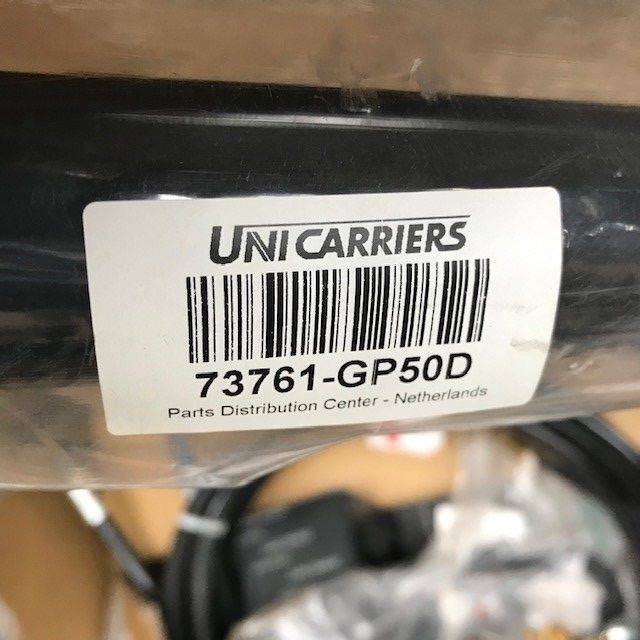 UNICARRIERS
73761-GP50D
Parts Distribution Center - Netherlands